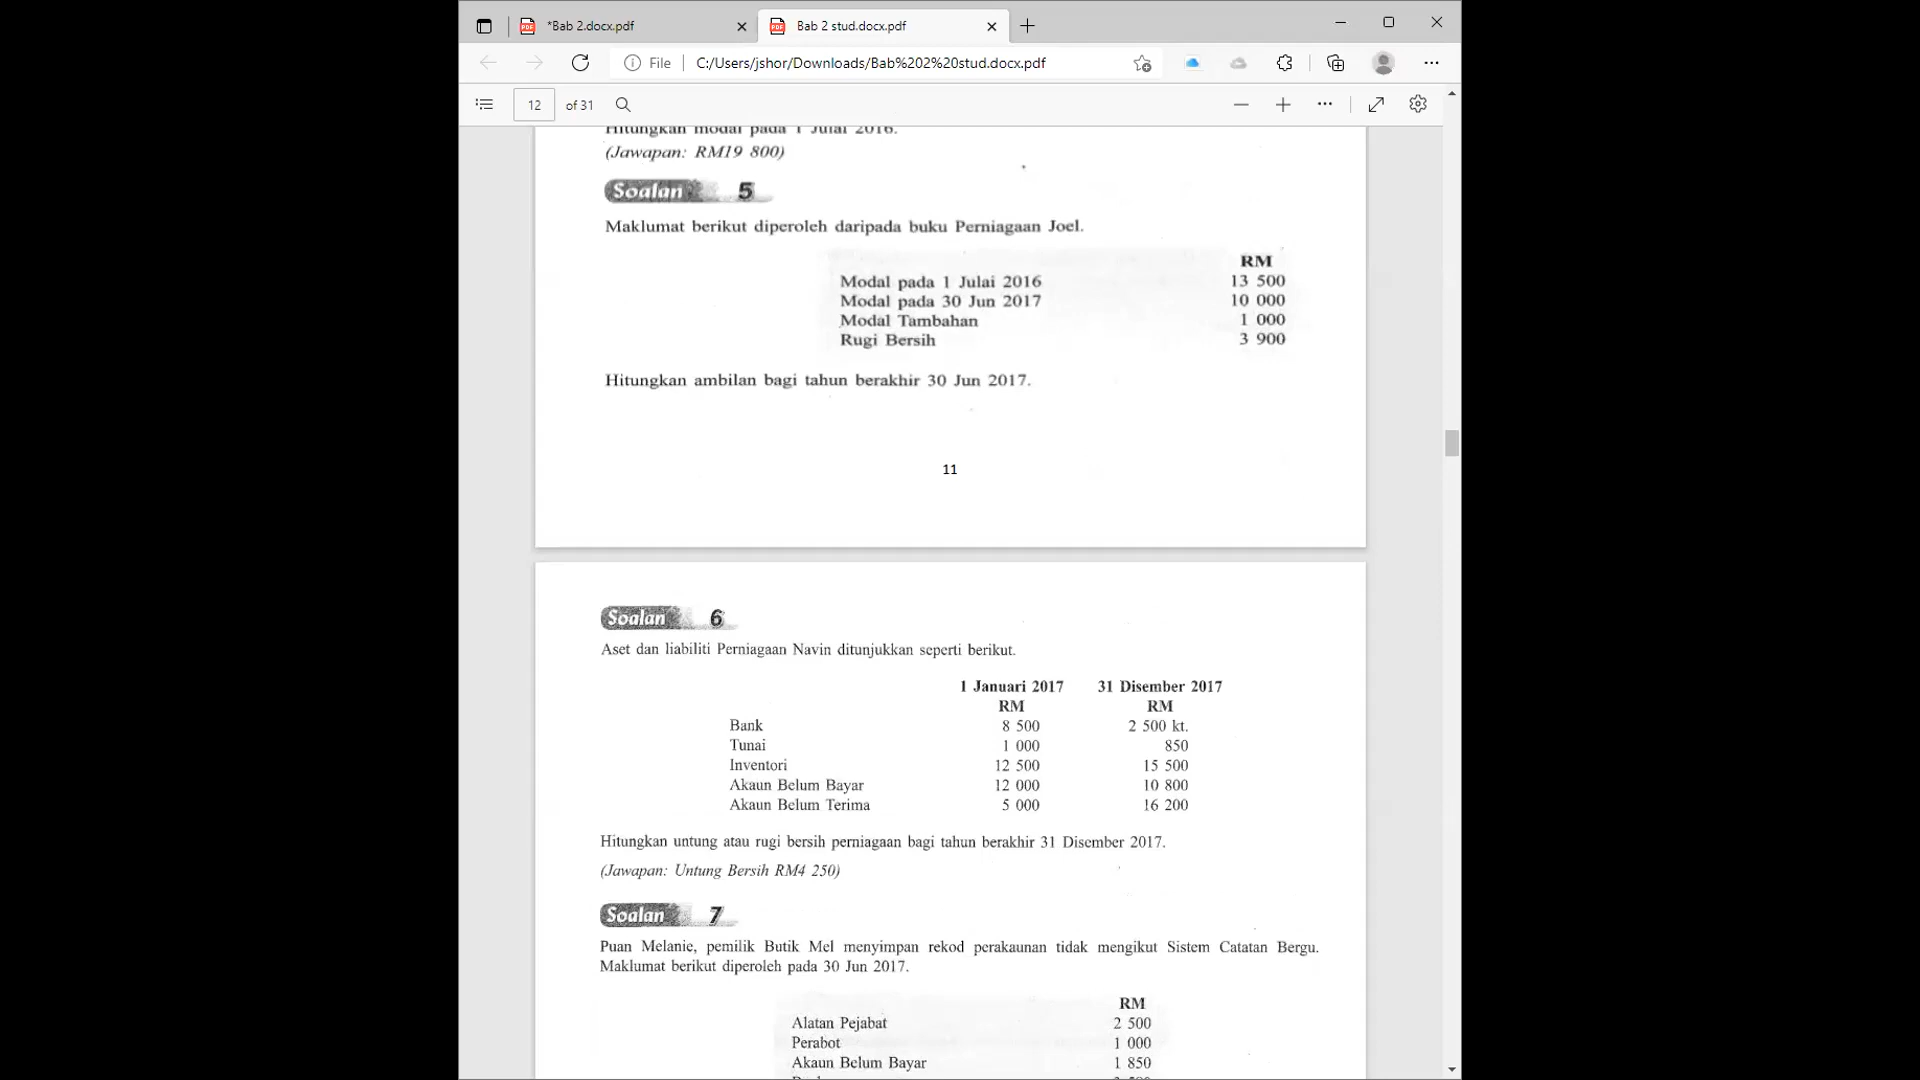 *Bab 2.docx.pdf
Bab 2 stud.docx.pdf
File
C:/Users/jshor/Downloads/Bab%202%20stud.docx.pdf
12 of 31
Hitungkan modal pada 1 Julai 2016.
(Jawapan: RM19 800)
Soalan 5
Maklumat berikut diperoleh daripada buku Perniagaan Joel.
RM
Modal pada 1 Julai 2016 13 500
Modal pada 30 Jun 2017 10 000
Modal Tambahan 1 000
Rugi Bersih 3 900
Hitungkan ambilan bagi tahun berakhir 30 Jun 2017.
11
Soalan 6
Aset dan liabiliti Perniagaan Navin ditunjukkan seperti berikut.
1 Januari 2017 31 Disember 2017
RM RM
Bank 8 500 2 500 kt.
Tunai 1 000 850
Inventori 12 500 15 500
Akaun Belum Bayar 12 000 10 800
Akaun Belum Terima 5 000 16 200
Hitungkan untung atau rugi bersih perniagaan bagi tahun berakhir 31 Disember 2017.
(Jawapan: Untung Bersih RM4 250)
Soalan 7
Puan Melanie, pemilik Butik Mel menyimpan rekod perakaunan tidak mengikut Sistem Catatan Bergu.
Maklumat berikut diperoleh pada 30 Jun 2017.
RM
Alatan Pejabat 2 500
Perabot 1 000
Akaun Belum Bayar 1 850